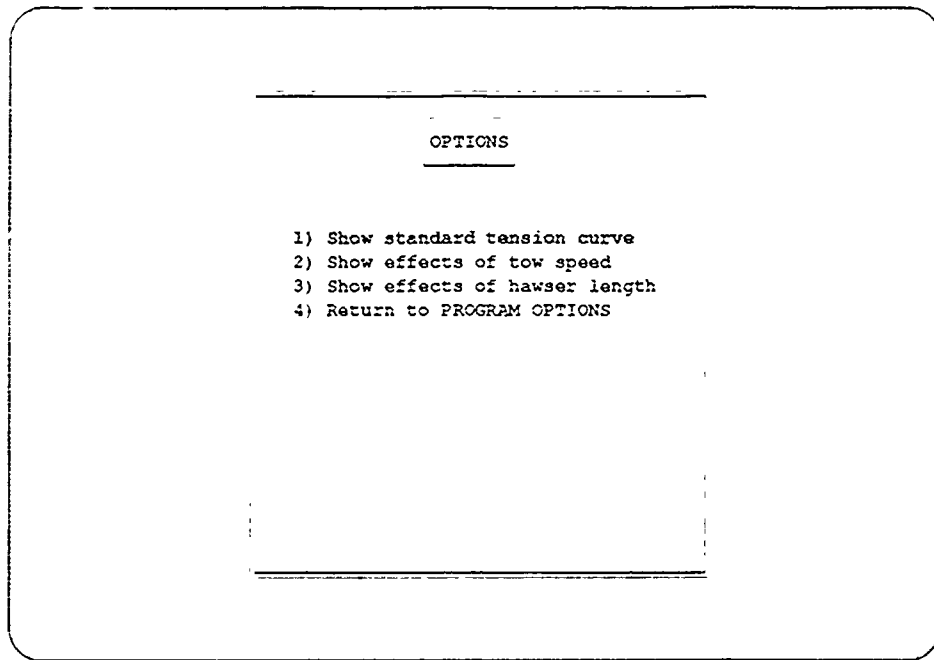 OPTIONS
1) Show standard tension curve
2) Show effects of tow speed
3) Show effects of hawser length
4) Return to PROGRAM OPTIONS